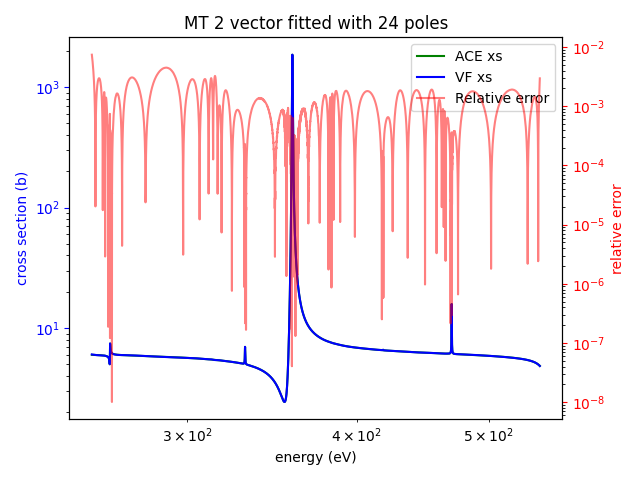 MT 2 vector fitted with 24 poles
ACE xs
VF xs
Relative error
10³
10²
10¹
cross section (b)
10⁻²
10⁻³
10⁻⁴
10⁻⁵
10⁻⁶
10⁻⁷
10⁻⁸
relative error
3 × 10²
4 × 10²
5 × 10²
energy (eV)